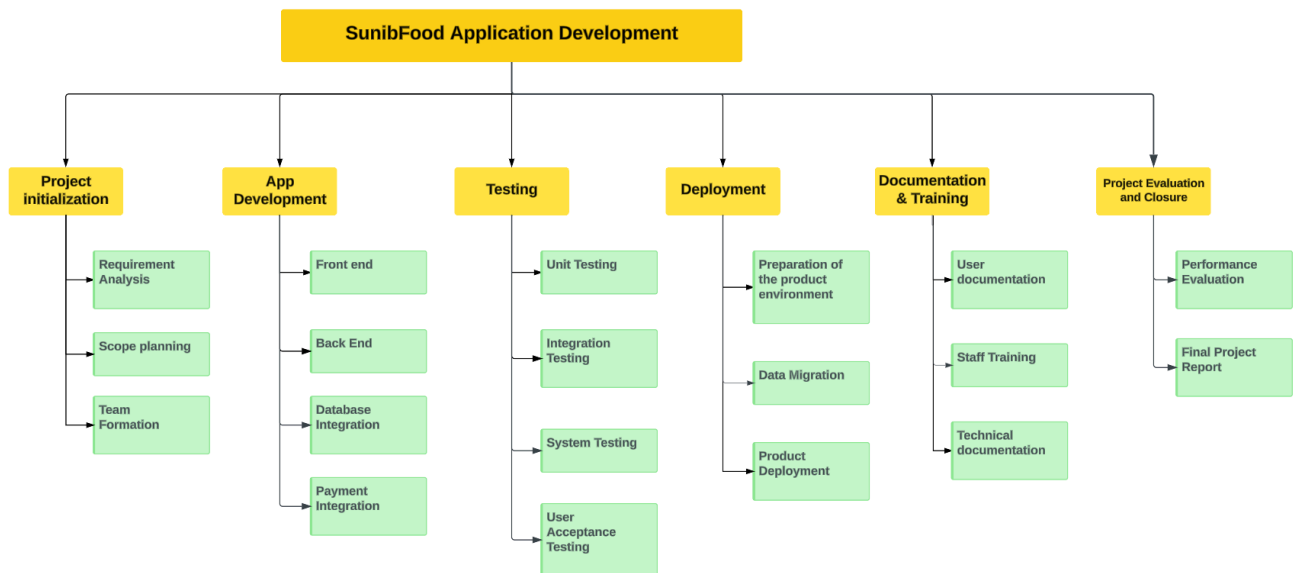 SunibFood Application Development
Project
initialization
App
Development
Testing
Deployment
Documentation
& Training
Project Evaluation
and Closure
Requirement
Analysis
Scope planning
Team
Formation
Front end
Back End
Database
Integration
Payment
Integration
Unit Testing
Integration
Testing
System Testing
User
Acceptance
Testing
Preparation of
the product
environment
Data Migration
Product
Deployment
User
documentation
Staff Training
Technical
documentation
Performance
Evaluation
Final Project
Report